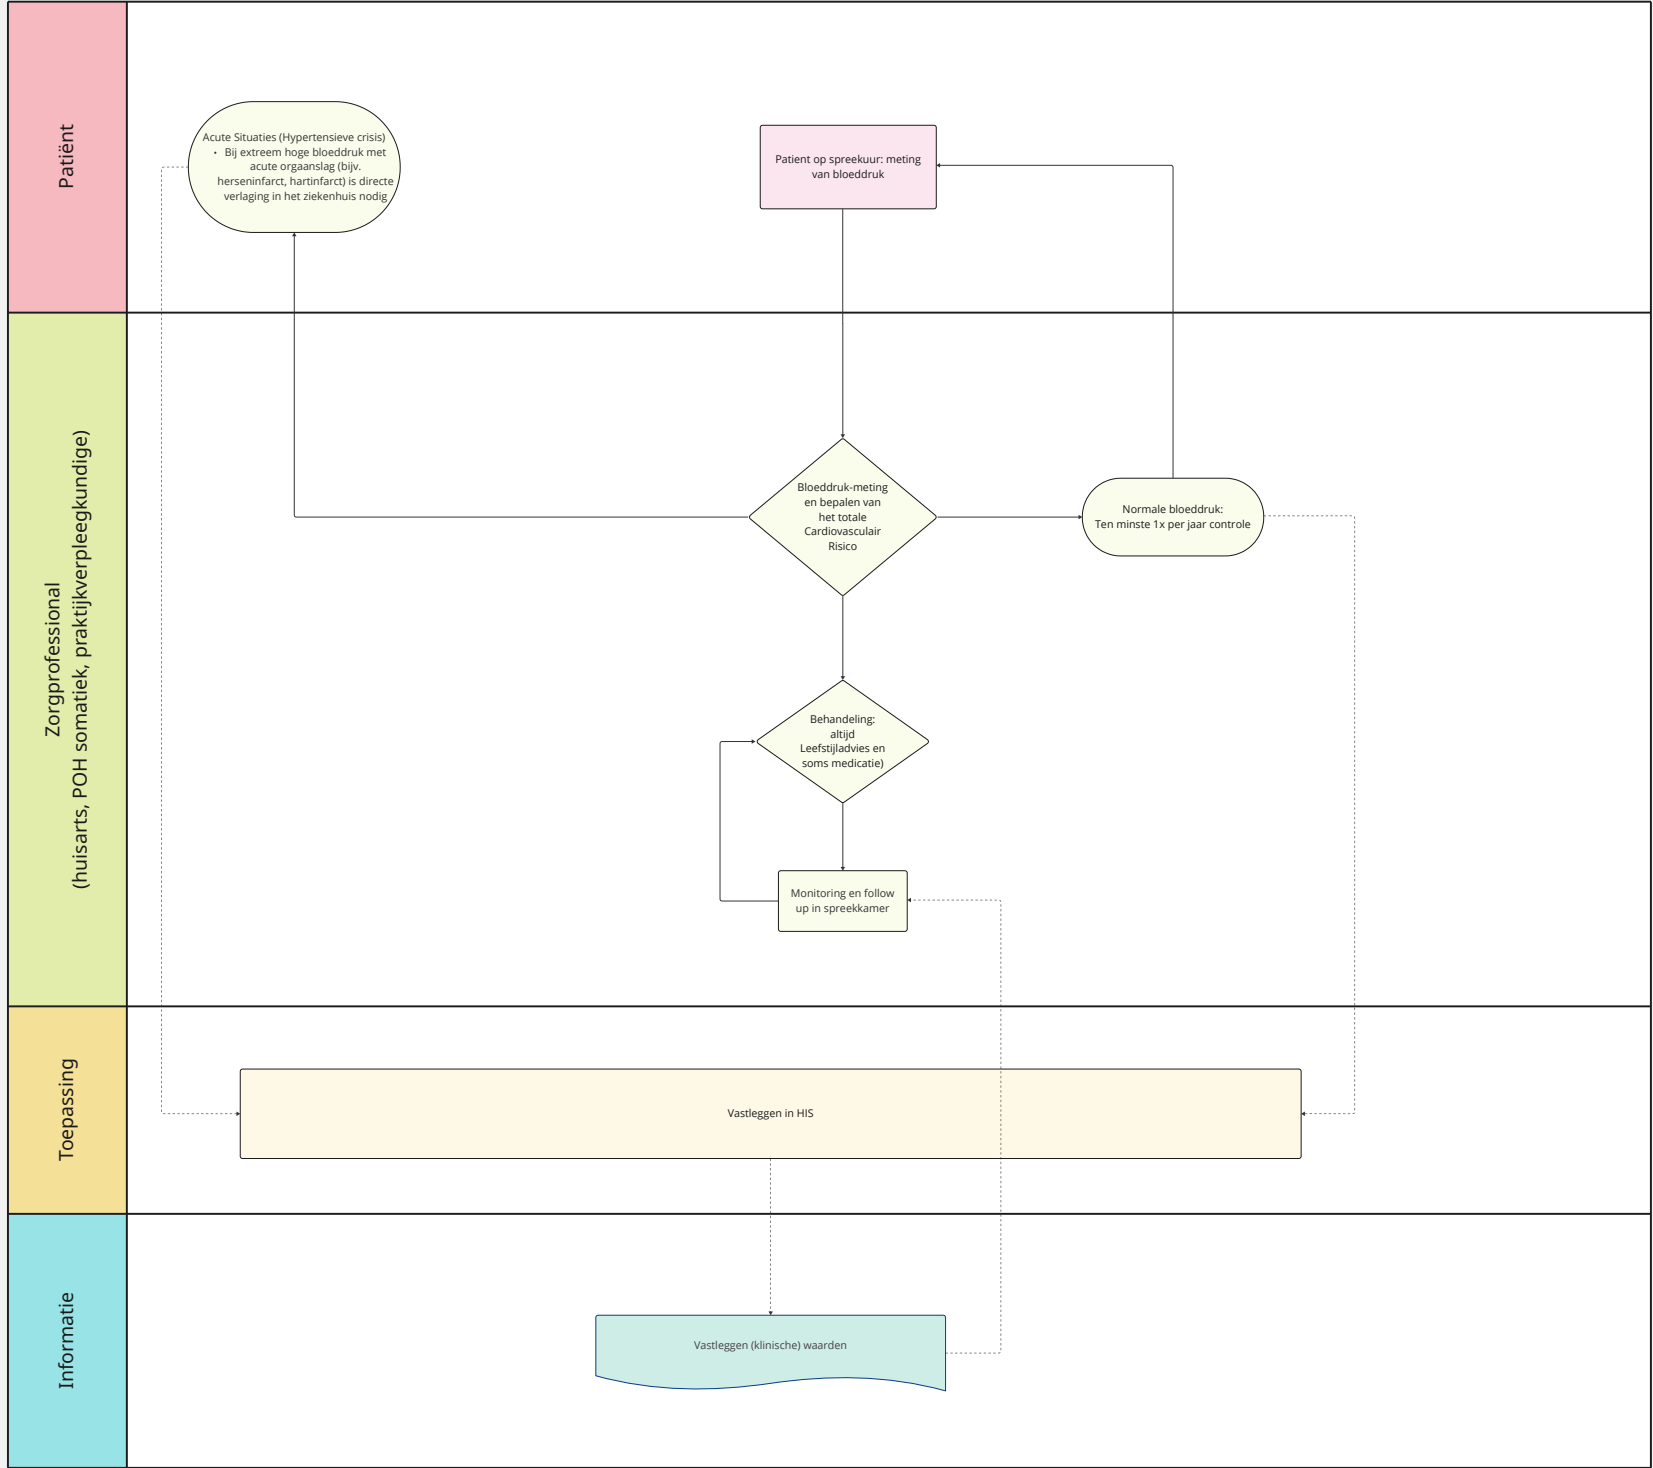 Patiënt
Acute Situaties (Hypertensieve crisis)
• Bij extreem hoge bloeddruk met
acute orgaanslag (bijv.
herseninfarct, hartinfarct) is directe
verlaging in het ziekenhuis nodig
Patient op spreekuur: meting
van bloeddruk
Zorgprofessional
(huisarts, POH somatiek, praktijkverpleegkundige)
Bloeddruk-meting
en bepalen van
het totale
Cardiovasculair
Risico
Normale bloeddruk:
Ten minste 1x per jaar controle
Behandeling:
altijd
Leefstijladvies en
soms medicatie)
Monitoring en follow
up in spreekkamer
Toepassing
Vastleggen in HIS
Informatie
Vastleggen (klinische) waarden